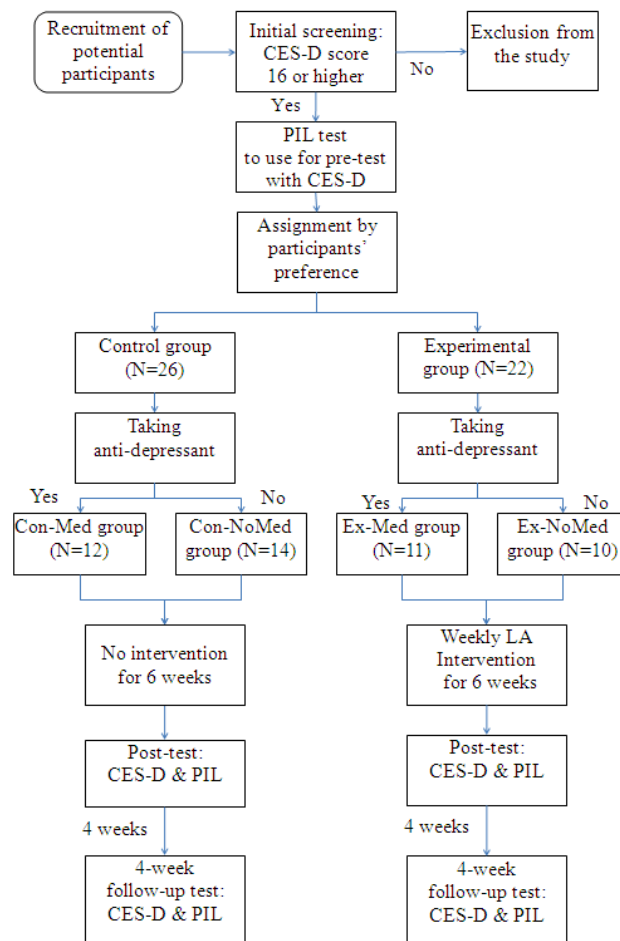 Recruitment of
potential
participants
Initial screening:
CES-D score
16 or higher
No
Exclusion from
the study
Yes
PIL test
to use for pre-test
with CES-D
Assignment by
participants’
preference
Control group
(N=26)
Experimental
group (N=22)
Taking
anti-depressant
Taking
anti-depressant
Yes
No
Yes
No
Con-Med group
(N=12)
Con-NoMed
group (N=14)
Ex-Med group
(N=11)
Ex-NoMed
group (N=10)
No intervention
for 6 weeks
Weekly LA
Intervention
for 6 weeks
Post-test:
CES-D & PIL
Post-test:
CES-D & PIL
4 weeks
4 weeks
4-week
follow-up test:
CES-D & PIL
4-week
follow-up test:
CES-D & PIL